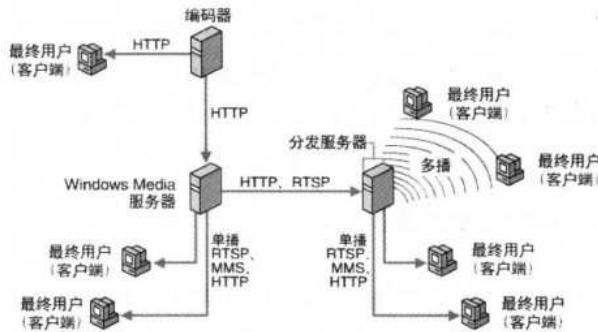 编码器
最终用户
(客户端)
HTTP
HTTP
最终用户
(客户端)
分发服务器
多播
最终用户
(客户端)
Windows Media
服务器
HTTP、RTSP
单播
RTSP、
MMS、
HTTP
最终用户
(客户端)
最终用户
(客户端)
单播
RTSP、
MMS、
HTTP
最终用户
(客户端)
最终用户
(客户端)